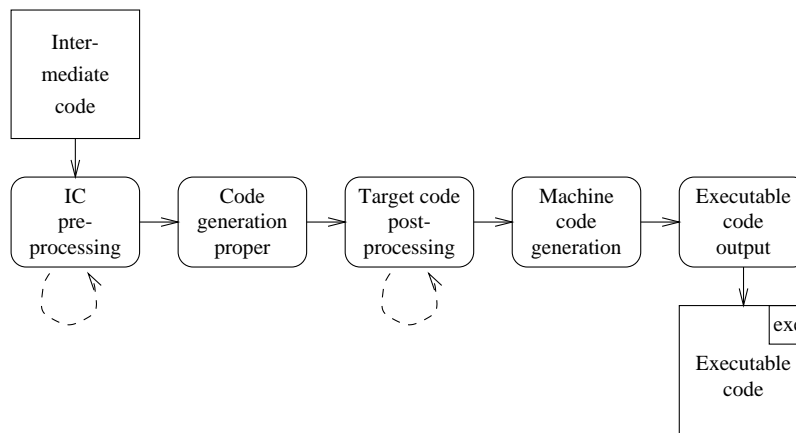 Inter-
mediate
code
IC
pre-
processing
Code
generation
proper
Target code
post-
processing
Machine
code
generation
Executable
code
output
exe
Executable
code